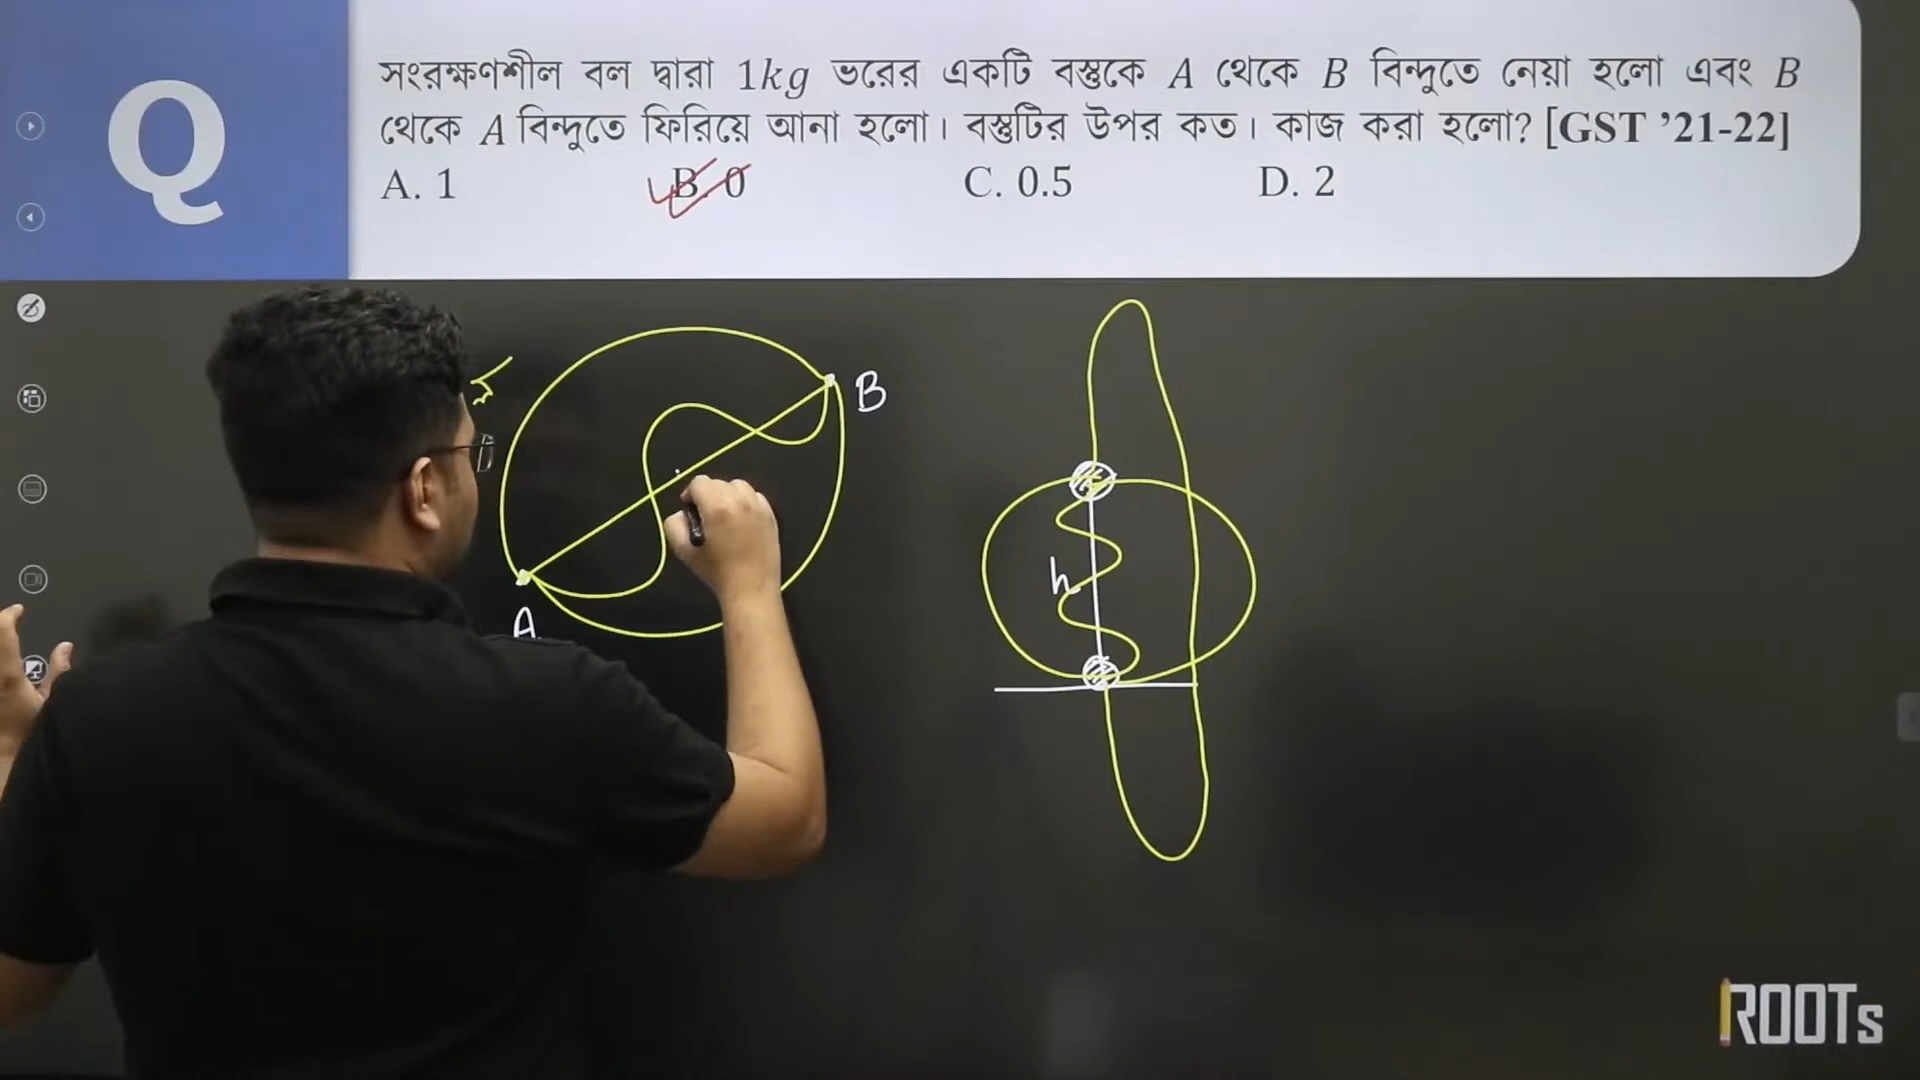 Q
সংরক্ষণশীল বল দ্বারা 1kg ভরের একটি বস্তুকে A থেকে B বিন্দুতে নেয়া হলো এবং B
থেকে A বিন্দুতে ফিরিয়ে আনা হলো। বস্তুটির উপর কত। কাজ করা হলো? [GST ’21-22]
A. 1 B. 0 C. 0.5 D. 2
B
A
h
ROOTs